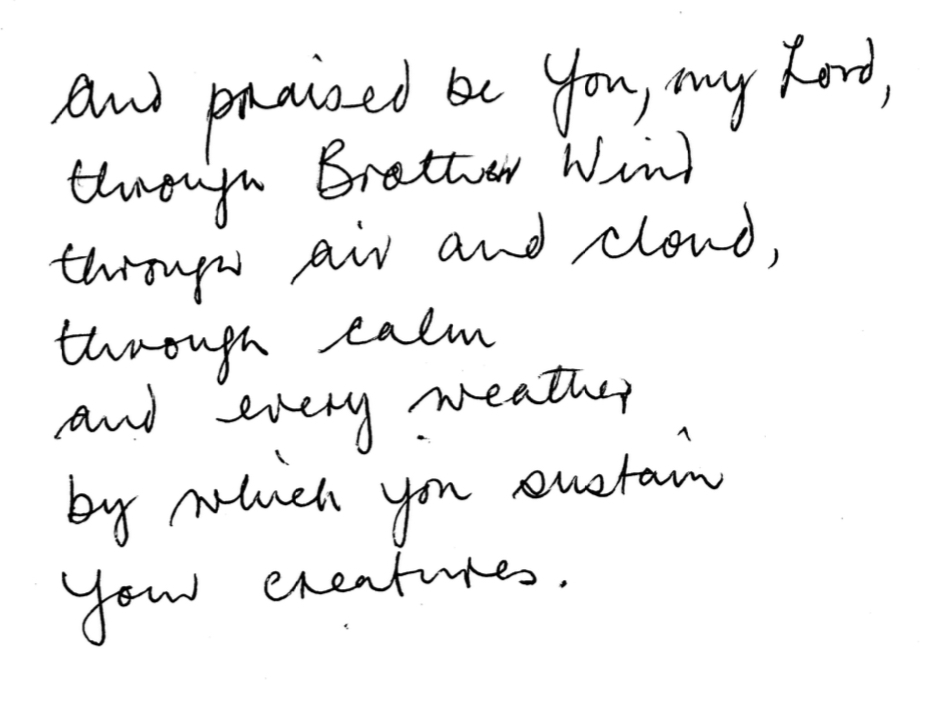 and praised be You, my Lord,
through Brother Wind
through air and cloud,
through calm
and every weather
by which you sustain
Your creatures.